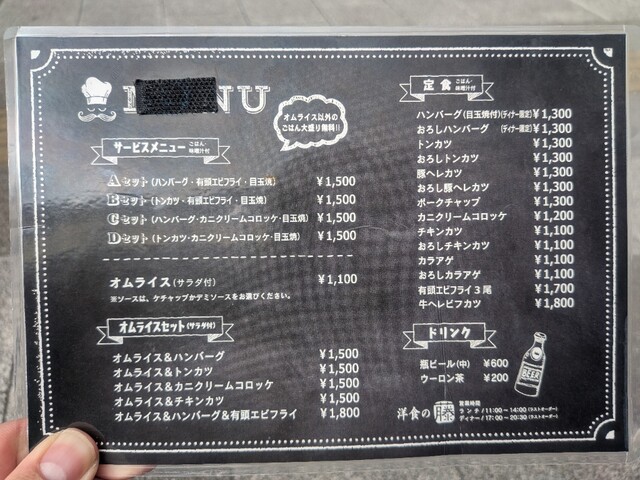 NU
オムライス以外の
ごはん大盛り無料!!
サービスメニュー ごはん・味噌汁付
Aセット(ハンバーグ・有頭エビフライ・目玉焼) ¥1,500
Bセット(トンカツ・有頭エビフライ・目玉焼) ¥1,500
Cセット(ハンバーグ・カニクリームコロッケ・目玉焼) ¥1,500
Dセット(トンカツ・カニクリームコロッケ・目玉焼) ¥1,500
オムライス(サラダ付) ¥1,100
※ソースは、ケチャップかデミソースをお選びください。
オムライスセット(サラダ付)
オムライス&ハンバーグ ¥1,500
オムライス&トンカツ ¥1,500
オムライス&カニクリームコロッケ ¥1,500
オムライス&チキンカツ ¥1,500
オムライス&ハンバーグ&有頭エビフライ ¥1,800
定食 ごはん・味噌汁付
ハンバーグ(目玉焼付)(ディナー限定) ¥1,300
おろしハンバーグ (ディナー限定) ¥1,300
トンカツ ¥1,300
おろしトンカツ ¥1,300
豚ヘレカツ ¥1,300
おろし豚ヘレカツ ¥1,300
ポークチャップ ¥1,300
カニクリームコロッケ ¥1,200
チキンカツ ¥1,100
おろしチキンカツ ¥1,100
カラアゲ ¥1,100
おろしカラアゲ ¥1,100
有頭エビフライ3尾 ¥1,700
牛ヘレビフカツ ¥1,800
ドリンク
瓶ビール(中) ¥600
ウーロン茶 ¥200
BEER
洋食の藤
営業時間
ランチ/11:00~14:00(ラストオーダー)
ディナー/17:00~20:30(ラストオーダー)